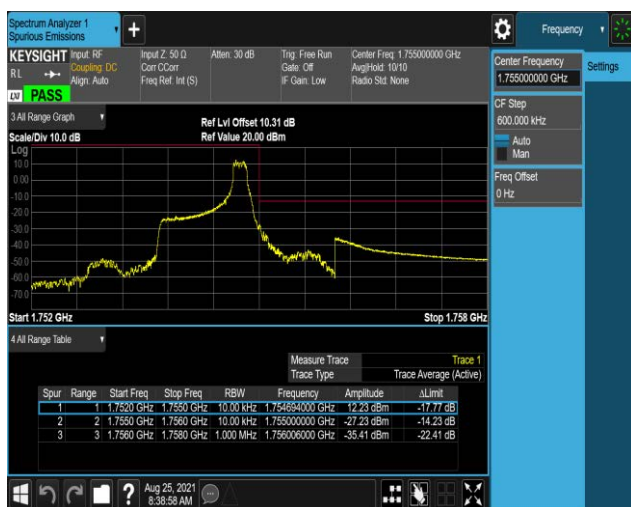 Spectrum Analyzer 1
Spurious Emissions
+
Frequency
KEYSIGHT
RL
Input: RF
Coupling: DC
Align: Auto
Input Z: 50 Ω
Corr CCorr
Freq Ref: Int (S)
Atten: 30 dB
Trig: Free Run
Gate: Off
IF Gain: Low
Center Freq: 1.755000000 GHz
Avg|Hold: 10/10
Radio Std: None
LXI PASS
Center Frequency
1.755000000 GHz
Settings
CF Step
600.000 kHz
Auto
Man
Freq Offset
0 Hz
3 All Range Graph
Scale/Div 10.0 dB
Ref Lvl Offset 10.31 dB
Ref Value 20.00 dBm
Log
10.0
0.00
-10.0
-20.0
-30.0
-40.0
-50.0
-60.0
-70.0
Start 1.752 GHz
Stop 1.758 GHz
4 All Range Table
Measure Trace Trace 1
Trace Type Trace Average (Active)
Spur Range Start Freq Stop Freq RBW Frequency Amplitude ΔLimit
1 1 1.7520 GHz 1.7550 GHz 10.00 kHz 1.754694000 GHz 12.23 dBm -17.77 dB
2 2 1.7550 GHz 1.7560 GHz 10.00 kHz 1.755000000 GHz -27.23 dBm -14.23 dB
3 3 1.7560 GHz 1.7580 GHz 1.000 MHz 1.756006000 GHz -35.41 dBm -22.41 dB
?
Aug 25, 2021
8:38:58 AM